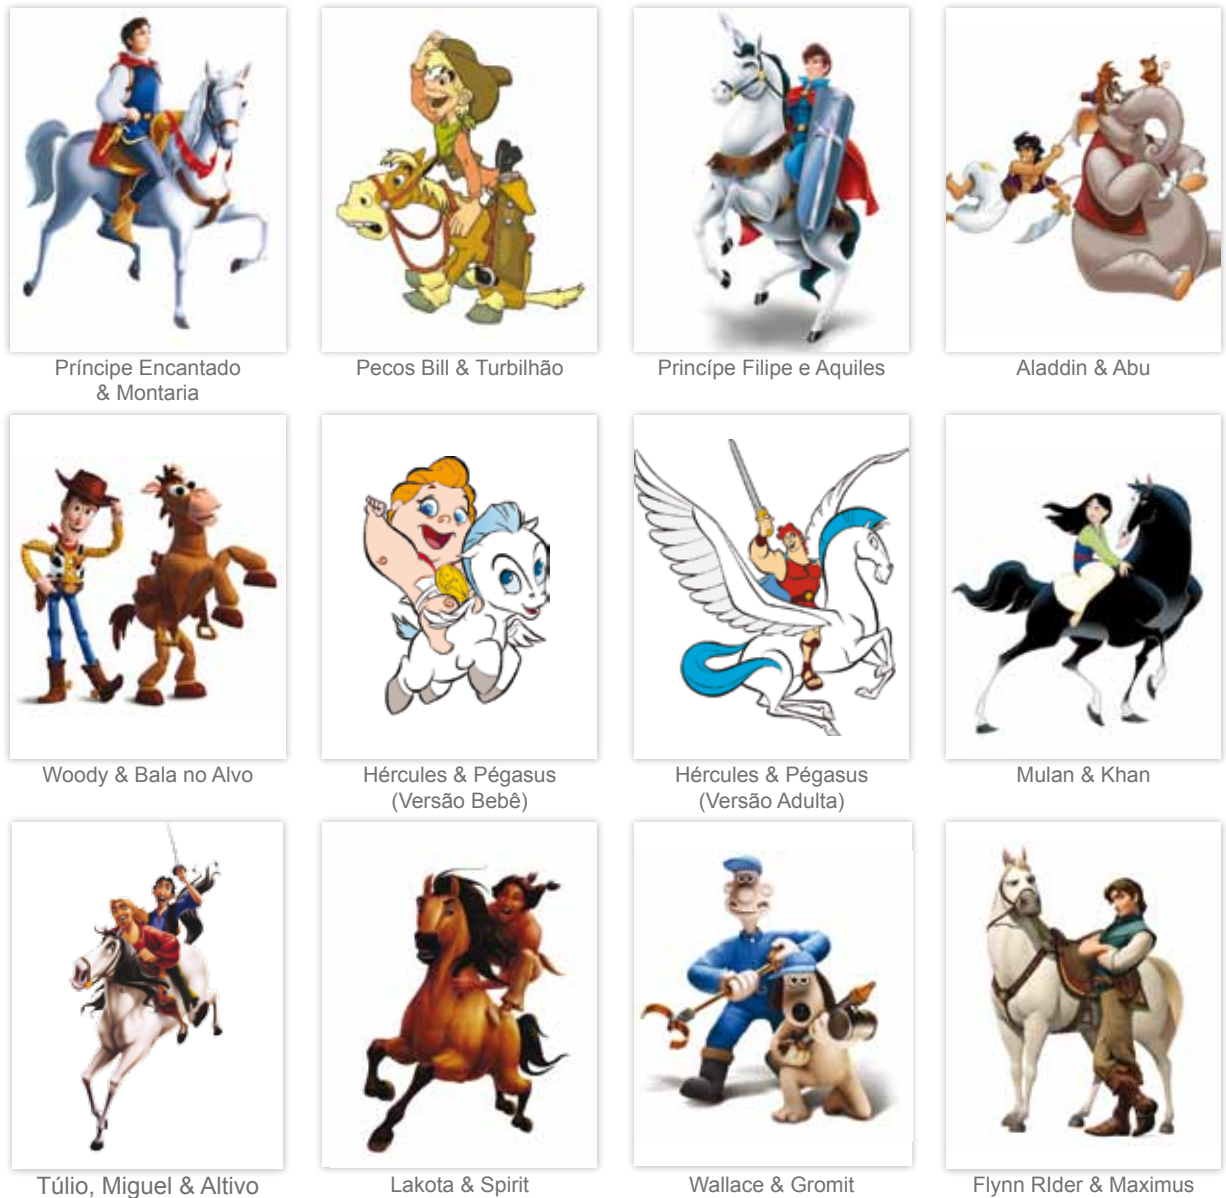 Príncipe Encantado
& Montaria
Pecos Bill & Turbilhão
Princípe Filipe e Aquiles
Aladdin & Abu
Woody & Bala no Alvo
Hércules & Pégasus
(Versão Bebê)
Hércules & Pégasus
(Versão Adulta)
Mulan & Khan
Túlio, Miguel & Altivo
Lakota & Spirit
Wallace & Gromit
Flynn RIder & Maximus